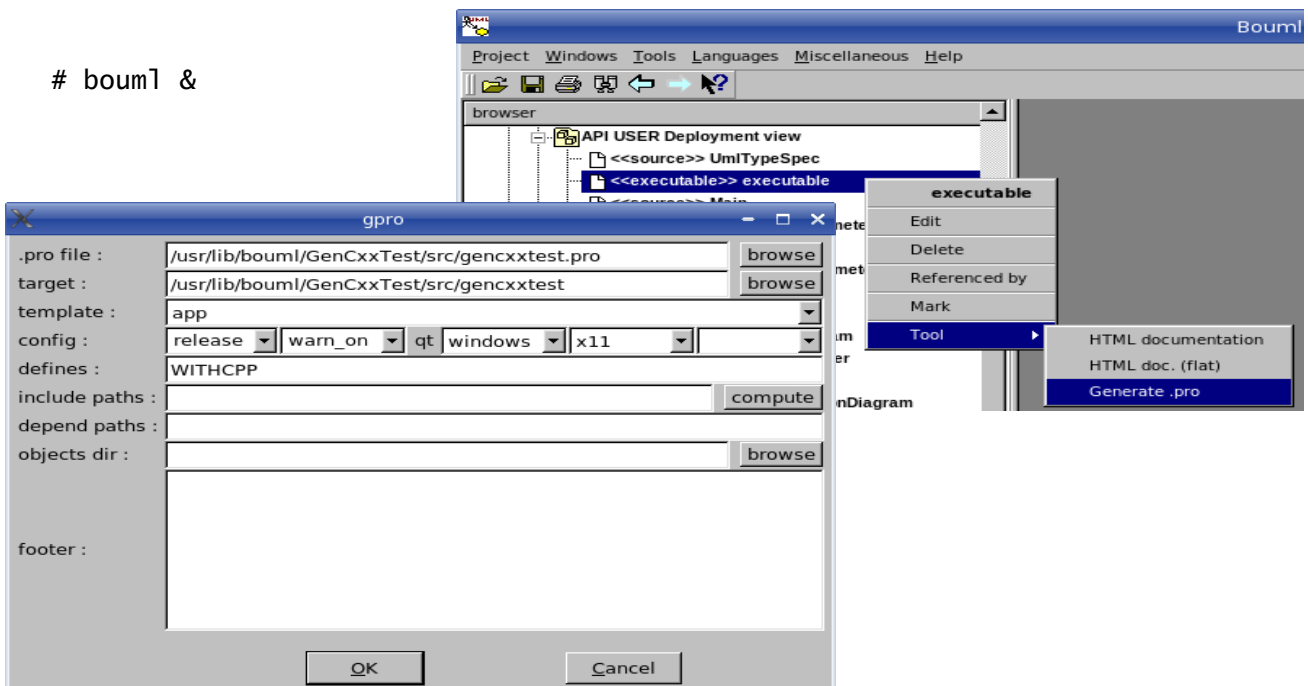 # bouml &
Bouml
Project Windows Tools Languages Miscellaneous Help
browser
API USER Deployment view
<<source>> UmlTypeSpec
<<executable>> executable
executable
Edit
Delete
Referenced by
Mark
Tool
HTML documentation
HTML doc. (flat)
Generate .pro
nDiagram
gpro
.pro file : /usr/lib/bouml/GenCxxTest/src/gencxxtest.pro browse
target : /usr/lib/bouml/GenCxxTest/src/gencxxtest browse
template : app
config : release warn_on qt windows x11
defines : WITHCPP
include paths : compute
depend paths :
objects dir : browse
footer :
OK Cancel